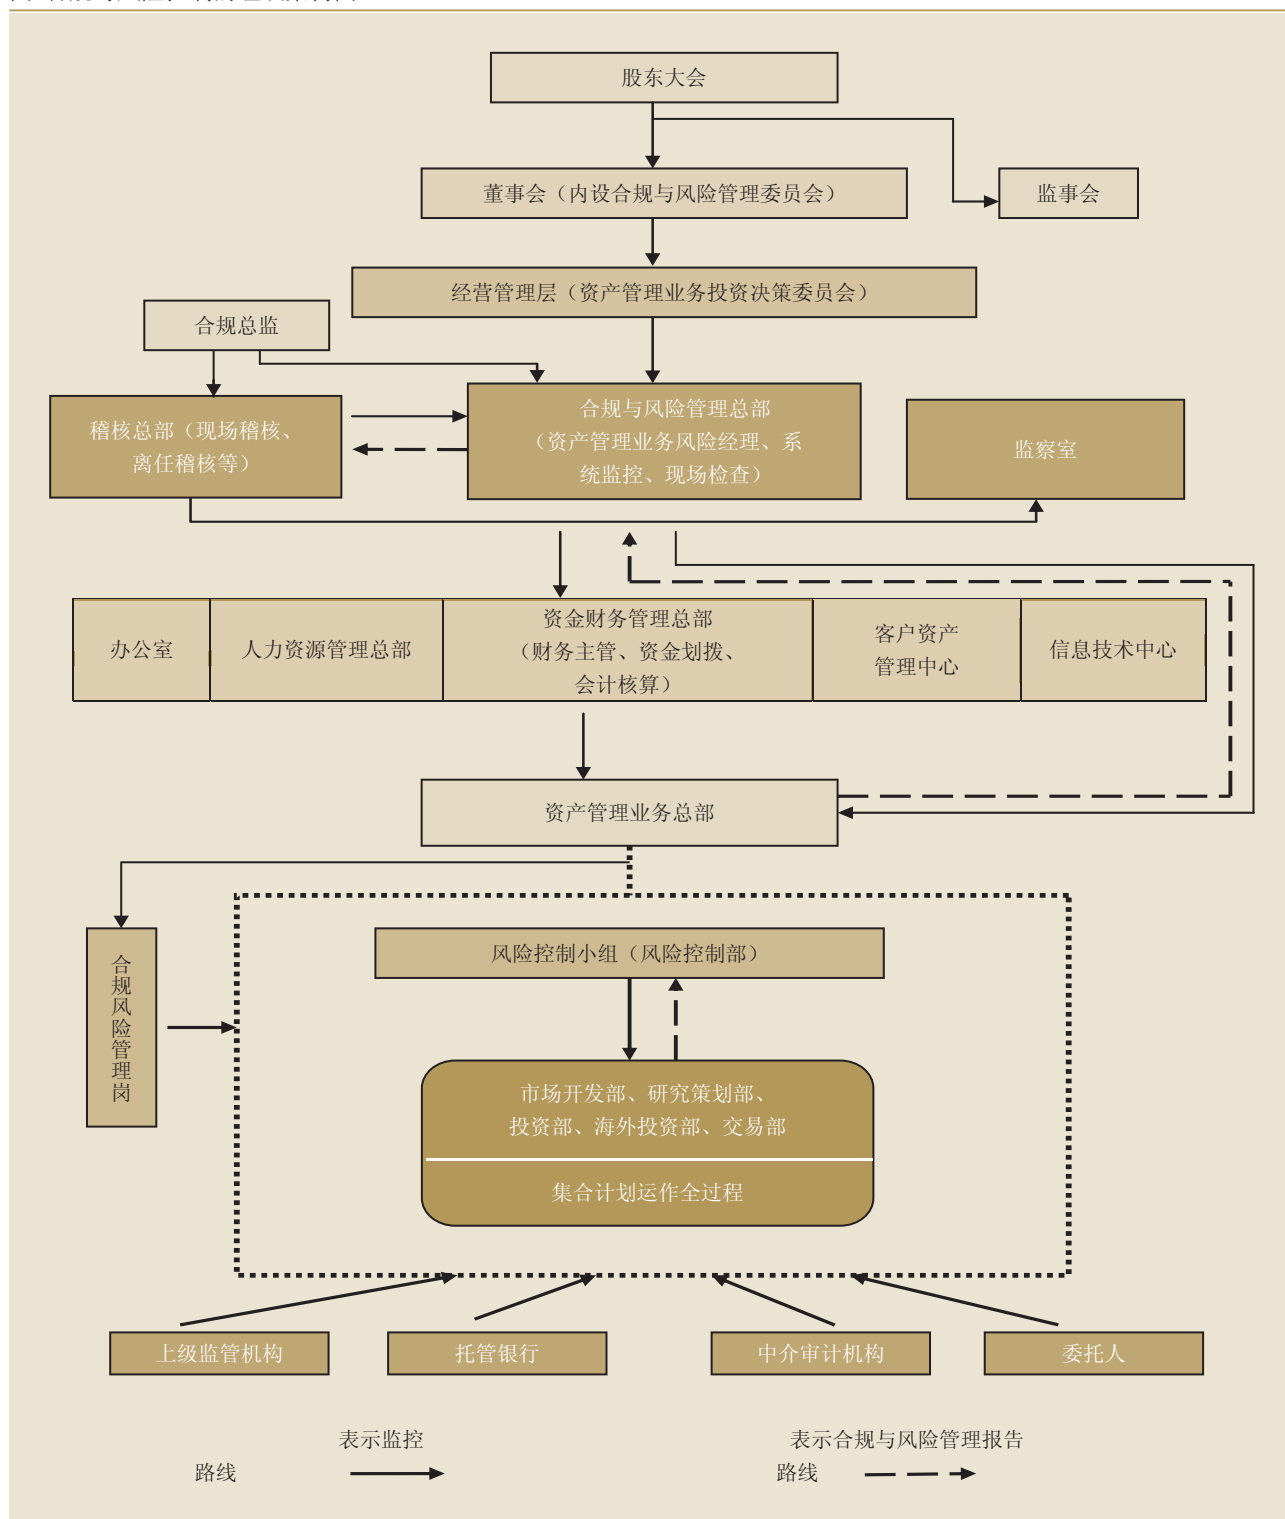 股东大会
董事会（内设合规与风险管理委员会）
监事会
经营管理层（资产管理业务投资决策委员会）
合规总监
稽核总部（现场稽核、
离任稽核等）
合规与风险管理总部
（资产管理业务风险经理、系
统监控、现场检查）
监察室
办公室
人力资源管理总部
资金财务管理总部
（财务主管、资金划拨、
会计核算）
客户资产
管理中心
信息技术中心
资产管理业务总部
合规风险管理岗
风险控制小组（风险控制部）
市场开发部、研究策划部、
投资部、海外投资部、交易部
集合计划运作全过程
上级监管机构
托管银行
中介审计机构
委托人
表示监控
路线
表示合规与风险管理报告
路线